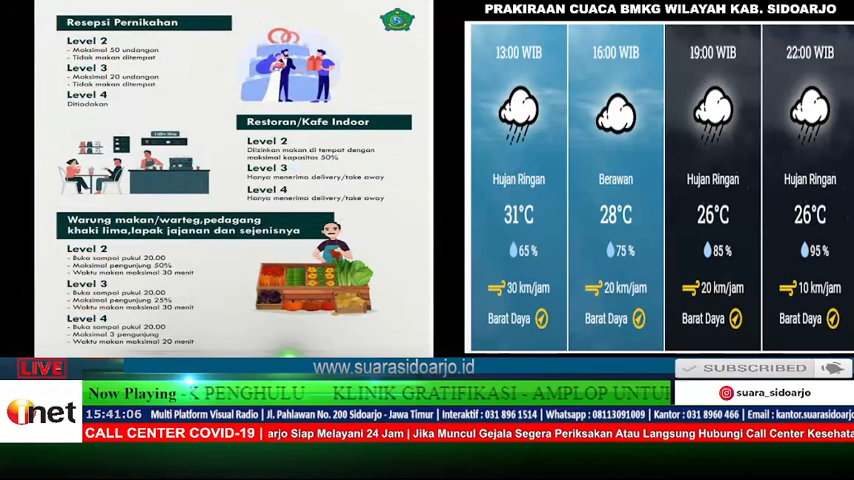 Resepsi Pernikahan
Level 2
- Maksimal 50 undangan
- Tidak makan ditempat
Level 3
- Maksimal 20 undangan
- Tidak makan ditempat
Level 4
Ditiadakan
Coffee Shop
Restoran/Kafe Indoor
Level 2
Diizinkan makan di tempat dengan
maksimal kapasitas 50%
Level 3
Hanya menerima delivery/take away
Level 4
Hanya menerima delivery/take away
Warung makan/warteg,pedagang
khaki lima,lapak jajanan dan sejenisnya
Level 2
- Buka sampai pukul 20.00
- Maksimal pengunjung 50%
- Waktu makan maksimal 30 menit
Level 3
- Buka sampai pukul 20.00
- Maksimal pengunjung 25%
- Waktu makan maksimal 30 menit
Level 4
- Buka sampai pukul 20.00
- Maksimal 3 pengunjung
- Waktu makan maksimal 20 menit
PRAKIRAAN CUACA BMKG WILAYAH KAB. SIDOARJO
13:00 WIB 16:00 WIB 19:00 WIB 22:00 WIB
Hujan Ringan Berawan Hujan Ringan Hujan Ringan
31°C 28°C 26°C 26°C
65 % 75 % 85 % 95 %
30 km/jam 20 km/jam 20 km/jam 10 km/jam
Barat Daya Barat Daya Barat Daya Barat Daya
LIVE www.suarasidoarjo.id SUBSCRIBED
Now Playing - K PENGHULU KLINIK GRATIFIKASI - AMPLOP UNTUK suara_sidoarjo
inet
15:41:06 Multi Platform Visual Radio | Jl. Pahlawan No. 200 Sidoarjo - Jawa Timur | Interaktif : 031 896 1514 | Whatsapp : 08113091009 | Kantor : 031 8960 466 | Email : kantor.suarasidoarjo
CALL CENTER COVID-19 | arjo Siap Melayani 24 Jam | Jika Muncul Gejala Segera Periksakan Atau Langsung Hubungi Call Center Kesehata